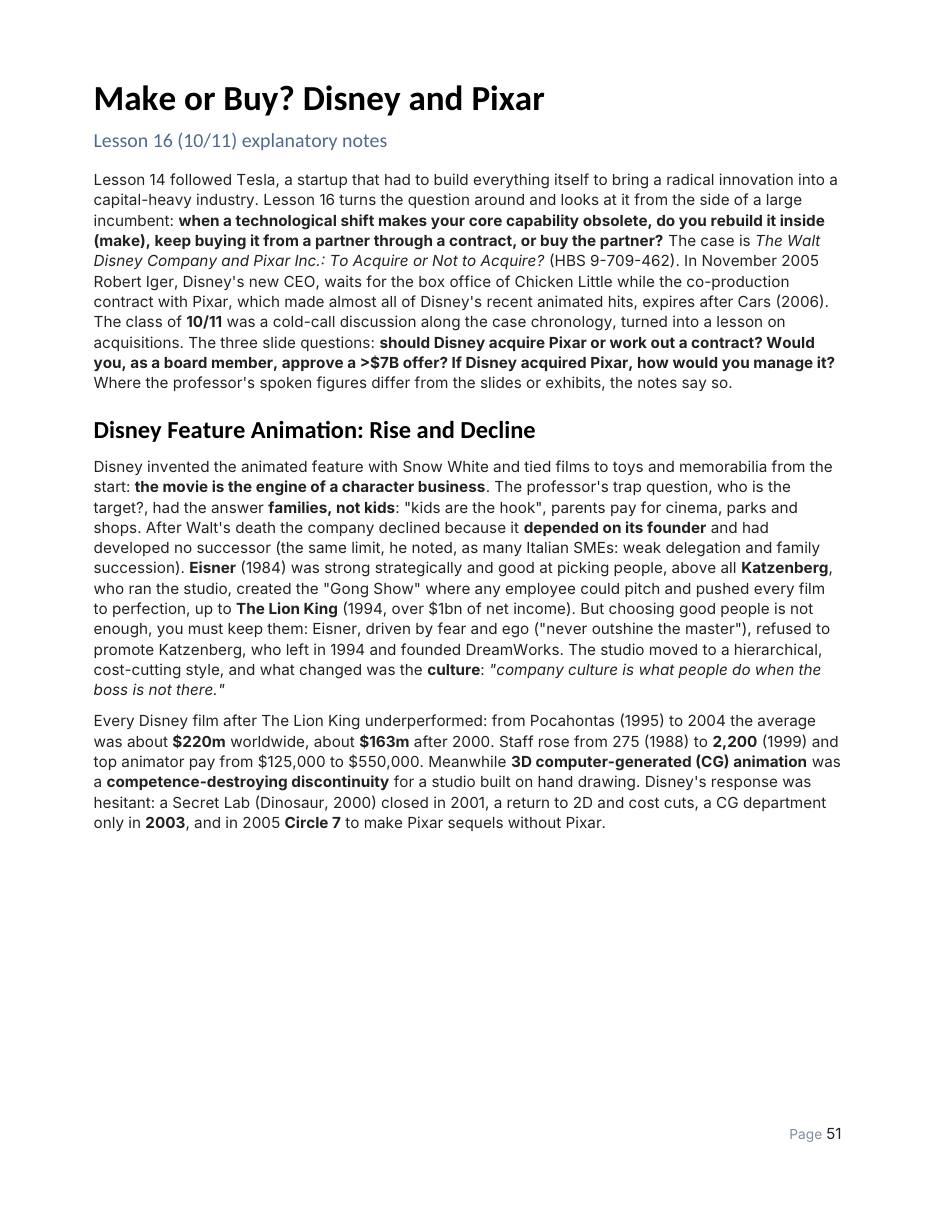 Make or Buy? Disney and Pixar
Lesson 16 (10/11) explanatory notes
Lesson 14 followed Tesla, a startup that had to build everything itself to bring a radical innovation into a
capital-heavy industry. Lesson 16 turns the question around and looks at it from the side of a large
incumbent: when a technological shift makes your core capability obsolete, do you rebuild it inside
(make), keep buying it from a partner through a contract, or buy the partner? The case is The Walt
Disney Company and Pixar Inc.: To Acquire or Not to Acquire? (HBS 9-709-462). In November 2005
Robert Iger, Disney's new CEO, waits for the box office of Chicken Little while the co-production
contract with Pixar, which made almost all of Disney's recent animated hits, expires after Cars (2006).
The class of 10/11 was a cold-call discussion along the case chronology, turned into a lesson on
acquisitions. The three slide questions: should Disney acquire Pixar or work out a contract? Would
you, as a board member, approve a >$7B offer? If Disney acquired Pixar, how would you manage it?
Where the professor's spoken figures differ from the slides or exhibits, the notes say so.
Disney Feature Animation: Rise and Decline
Disney invented the animated feature with Snow White and tied films to toys and memorabilia from the
start: the movie is the engine of a character business. The professor's trap question, who is the
target?, had the answer families, not kids: "kids are the hook", parents pay for cinema, parks and
shops. After Walt's death the company declined because it depended on its founder and had
developed no successor (the same limit, he noted, as many Italian SMEs: weak delegation and family
succession). Eisner (1984) was strong strategically and good at picking people, above all Katzenberg,
who ran the studio, created the "Gong Show" where any employee could pitch and pushed every film
to perfection, up to The Lion King (1994, over $1bn of net income). But choosing good people is not
enough, you must keep them: Eisner, driven by fear and ego ("never outshine the master"), refused to
promote Katzenberg, who left in 1994 and founded DreamWorks. The studio moved to a hierarchical,
cost-cutting style, and what changed was the culture: "company culture is what people do when the
boss is not there."
Every Disney film after The Lion King underperformed: from Pocahontas (1995) to 2004 the average
was about $220m worldwide, about $163m after 2000. Staff rose from 275 (1988) to 2,200 (1999) and
top animator pay from $125,000 to $550,000. Meanwhile 3D computer-generated (CG) animation was
a competence-destroying discontinuity for a studio built on hand drawing. Disney's response was
hesitant: a Secret Lab (Dinosaur, 2000) closed in 2001, a return to 2D and cost cuts, a CG department
only in 2003, and in 2005 Circle 7 to make Pixar sequels without Pixar.
Page 51